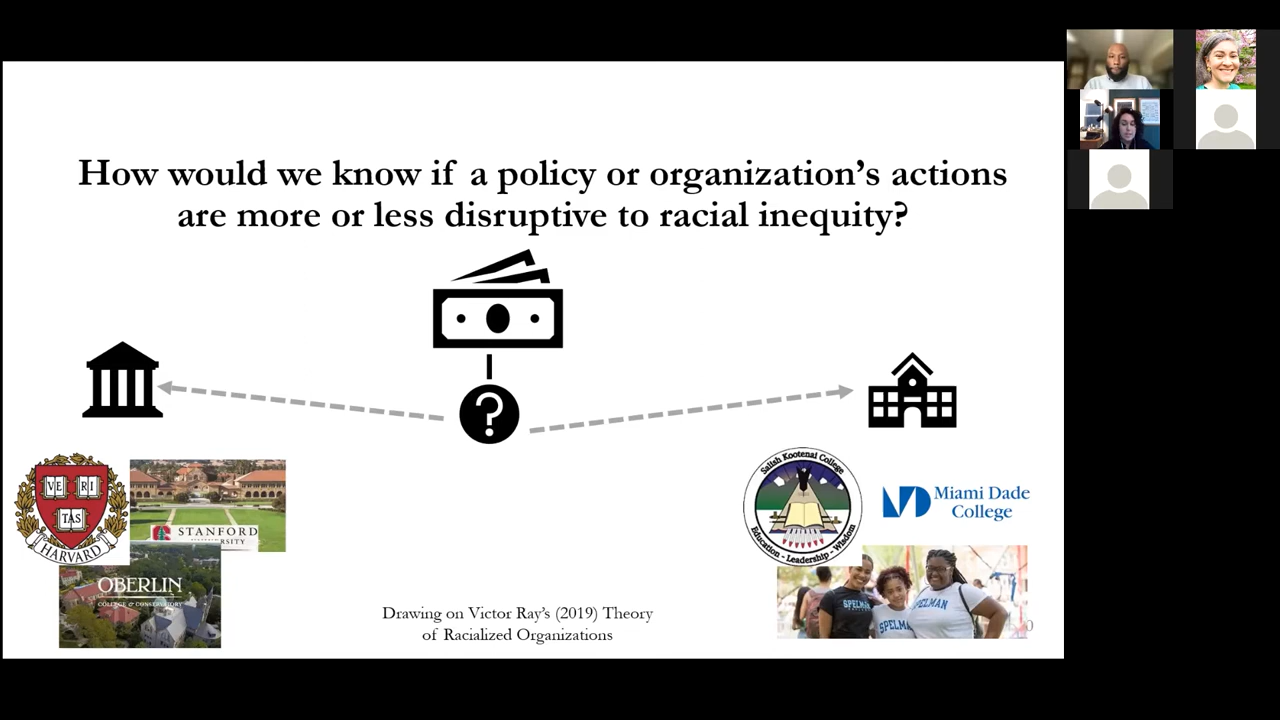 How would we know if a policy or organization's actions
are more or less disruptive to racial inequity?
?
VE RI
TAS
HARVARD
STANFORD
OBERLIN
COLLEGE & CONSERVATORY
Salish Kootenai College
Education - Leadership - Wisdom
Miami Dade
College
SPELMAN
SPELMAN
SPELMAN
Drawing on Victor Ray's (2019) Theory
of Racialized Organizations